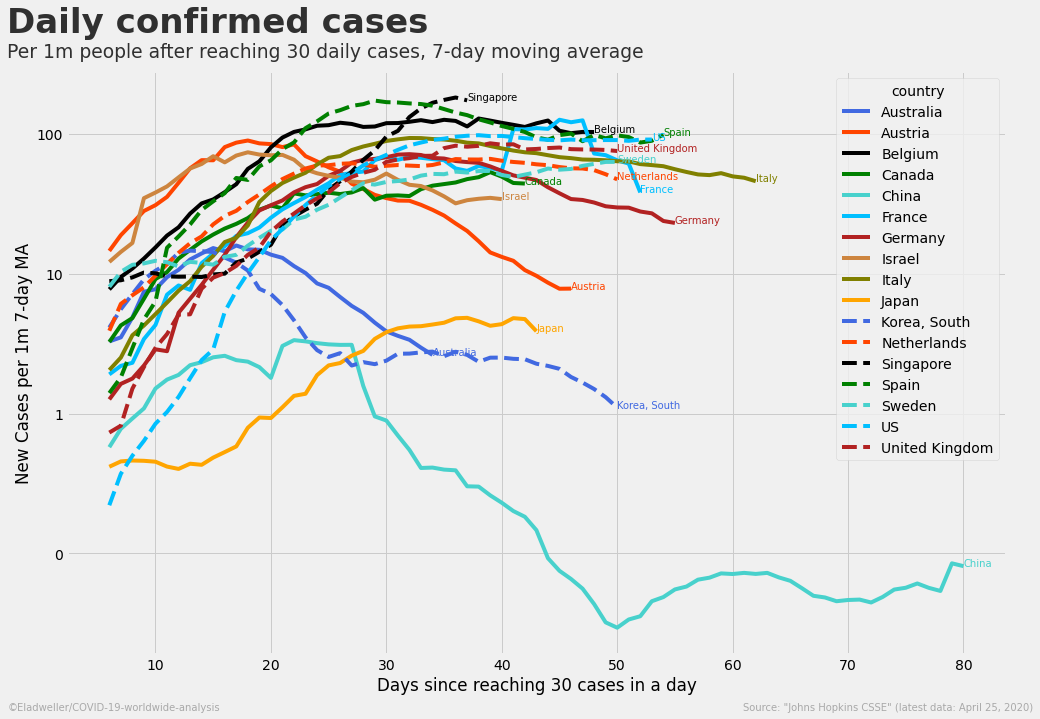 Daily confirmed cases
Per 1m people after reaching 30 daily cases, 7-day moving average
New Cases per 1m 7-day MA
100
10
1
0
Singapore
Belgium
US
Spain
United Kingdom
Sweden
Netherlands
Italy
Canada
France
Israel
Germany
Austria
Japan
Australia
Korea, South
China
country
Australia
Austria
Belgium
Canada
China
France
Germany
Israel
Italy
Japan
Korea, South
Netherlands
Singapore
Spain
Sweden
US
United Kingdom
10 20 30 40 50 60 70 80
Days since reaching 30 cases in a day
©Eladweller/COVID-19-worldwide-analysis
Source: "Johns Hopkins CSSE" (latest data: April 25, 2020)